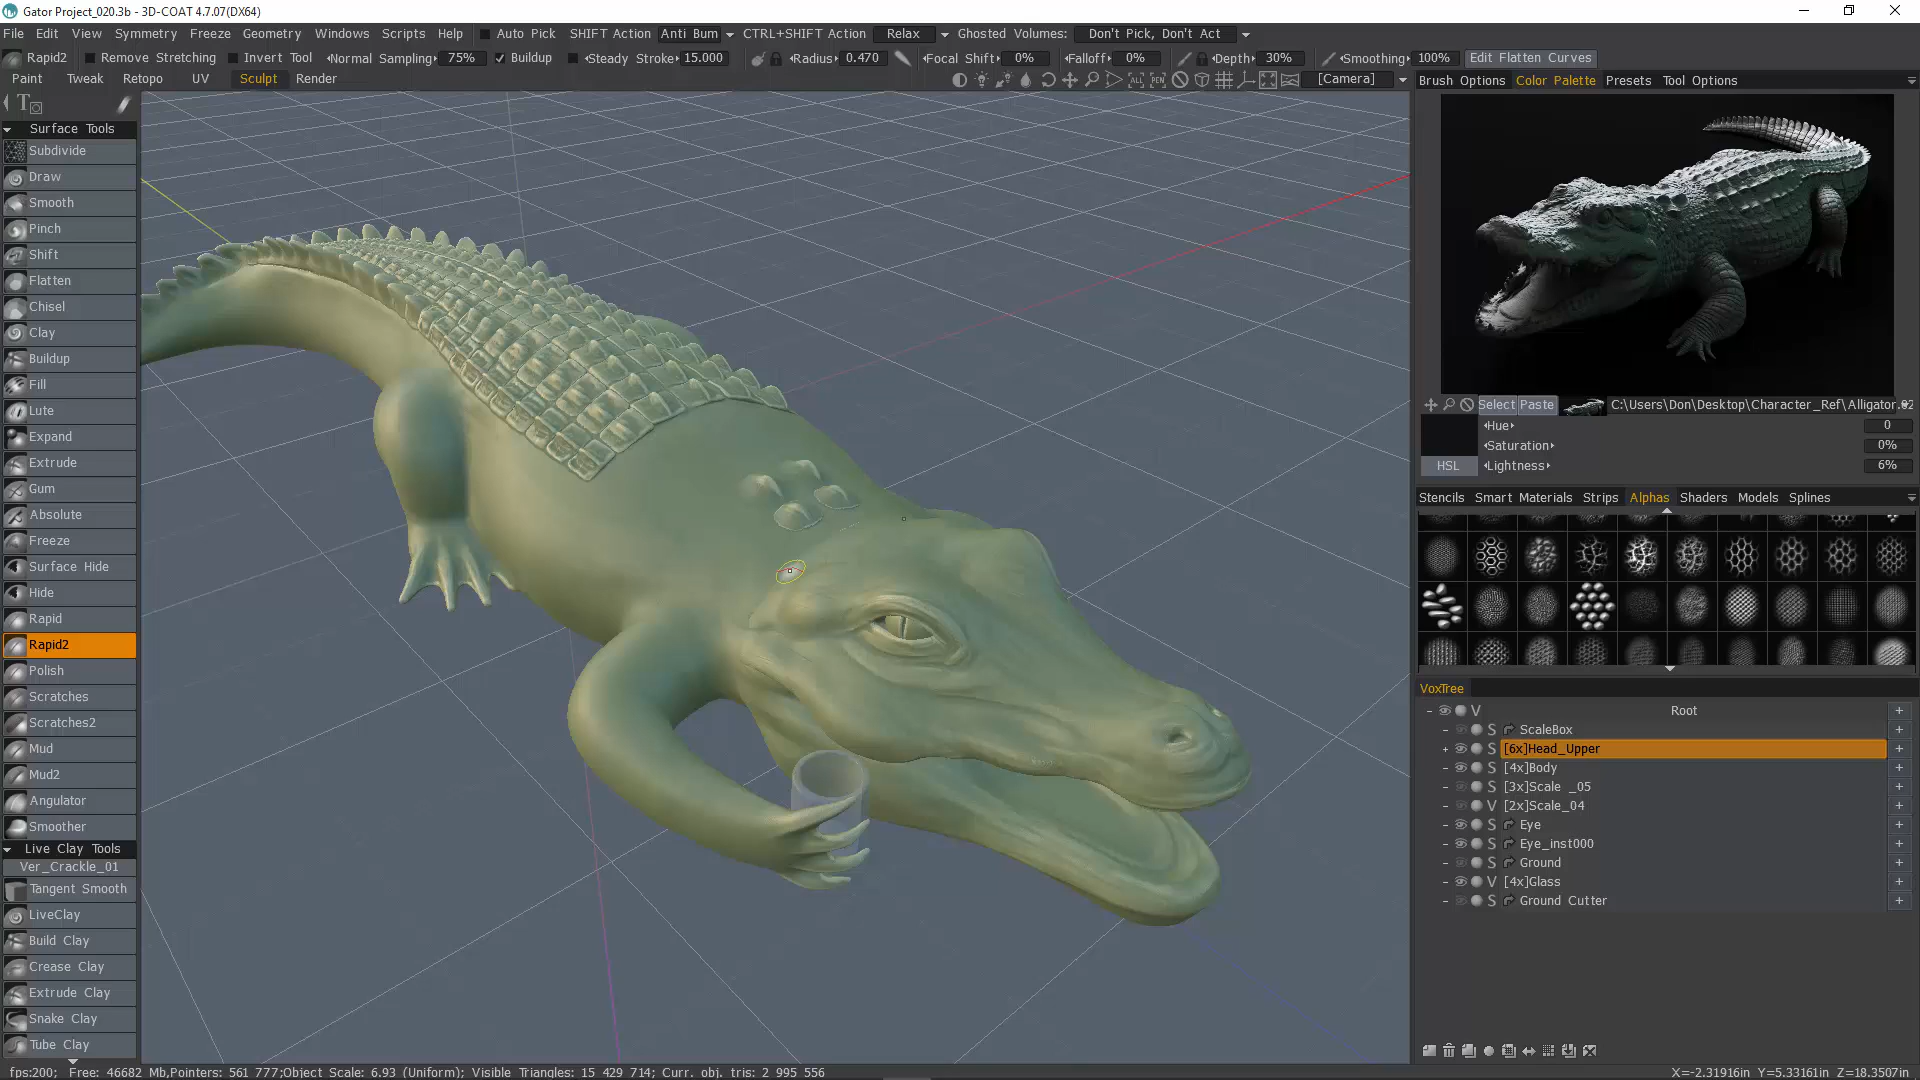 Gator Project_020.3b - 3D-COAT 4.7.07(DX64)
File Edit View Symmetry Freeze Geometry Windows Scripts Help Auto Pick SHIFT Action Anti Bum CTRL+SHIFT Action Relax Ghosted Volumes: Don't Pick, Don't Act
Rapid2 Remove Stretching Invert Tool Normal Sampling 75% Buildup Steady Stroke 15.000 Radius 0.470 Focal Shift 0% Falloff 0% Depth 30% Smoothing 100% Edit Flatten Curves
Paint Tweak Retopo UV Sculpt Render [Camera]
Brush Options Color Palette Presets Tool Options
Surface Tools
Subdivide
Draw
Smooth
Pinch
Shift
Flatten
Chisel
Clay
Buildup
Fill
Lute
Expand
Extrude
Gum
Absolute
Freeze
Surface Hide
Hide
Rapid
Rapid2
Polish
Scratches
Scratches2
Mud
Mud2
Angulator
Smoother
Live Clay Tools
Ver_Crackle_01
Tangent Smooth
LiveClay
Build Clay
Crease Clay
Extrude Clay
Snake Clay
Tube Clay
Select Paste C:\Users\Don\Desktop\Character_Ref\Alligator
Hue 0
Saturation 0%
HSL Lightness 6%
Stencils Smart Materials Strips Alphas Shaders Models Splines
VoxTree
V Root +
S ScaleBox +
S [6x]Head_Upper +
S [4x]Body +
S [3x]Scale _05 +
V [2x]Scale_04 +
S Eye +
S Eye_inst000 +
S Ground +
V [4x]Glass +
S Ground Cutter +
fps:200; Free: 46682 Mb,Pointers: 561 777;Object Scale: 6.93 (Uniform); Visible Triangles: 15 429 714; Curr. obj. tris: 2 995 556
X=-2.31916in Y=5.33161in Z=18.3507in